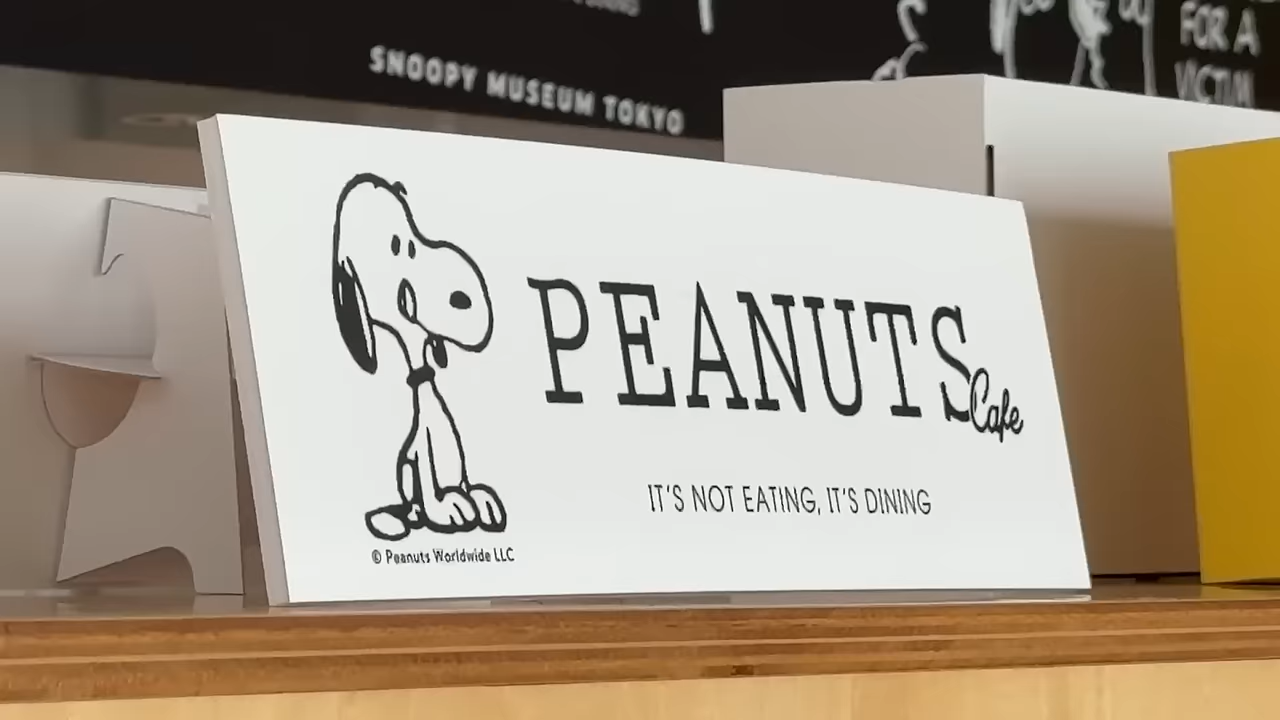 SNOOPY MUSEUM TOKYO
FOR A
VICTIM
PEANUTS
Cafe
IT'S NOT EATING, IT'S DINING
© Peanuts Worldwide LLC